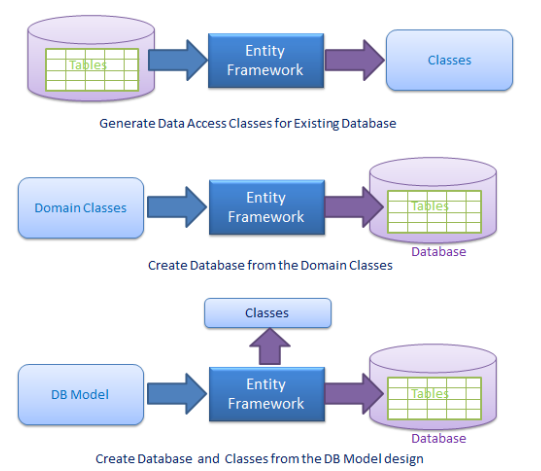 Tables
Entity
Framework
Classes
Generate Data Access Classes for Existing Database
Domain Classes
Entity
Framework
Tables
Database
Create Database from the Domain Classes
Classes
DB Model
Entity
Framework
Tables
Database
Create Database and Classes from the DB Model design